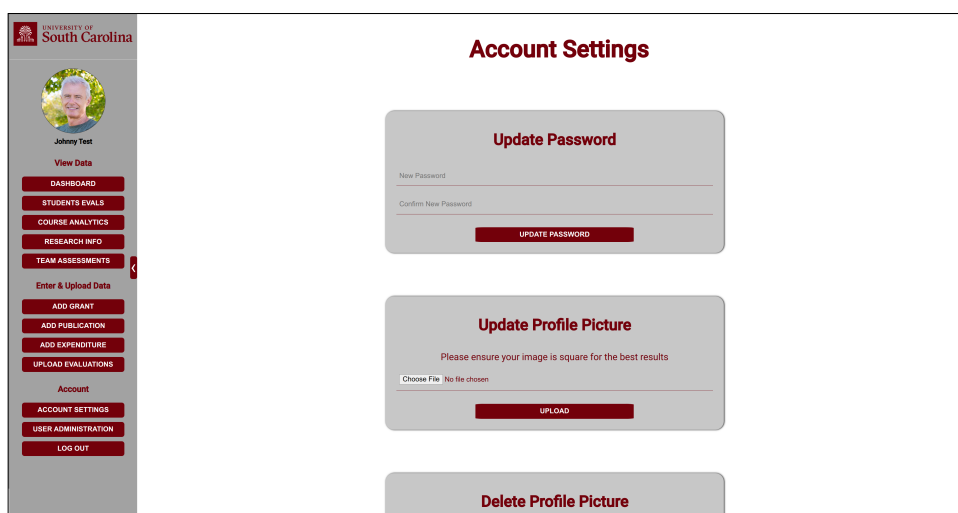 UNIVERSITY OF
South Carolina
Johnny Test
View Data
DASHBOARD
STUDENTS EVALS
COURSE ANALYTICS
RESEARCH INFO
TEAM ASSESSMENTS
Enter & Upload Data
ADD GRANT
ADD PUBLICATION
ADD EXPENDITURE
UPLOAD EVALUATIONS
Account
ACCOUNT SETTINGS
USER ADMINISTRATION
LOG OUT
Account Settings
Update Password
New Password
Confirm New Password
UPDATE PASSWORD
Update Profile Picture
Please ensure your image is square for the best results
Choose File No file chosen
UPLOAD
Delete Profile Picture